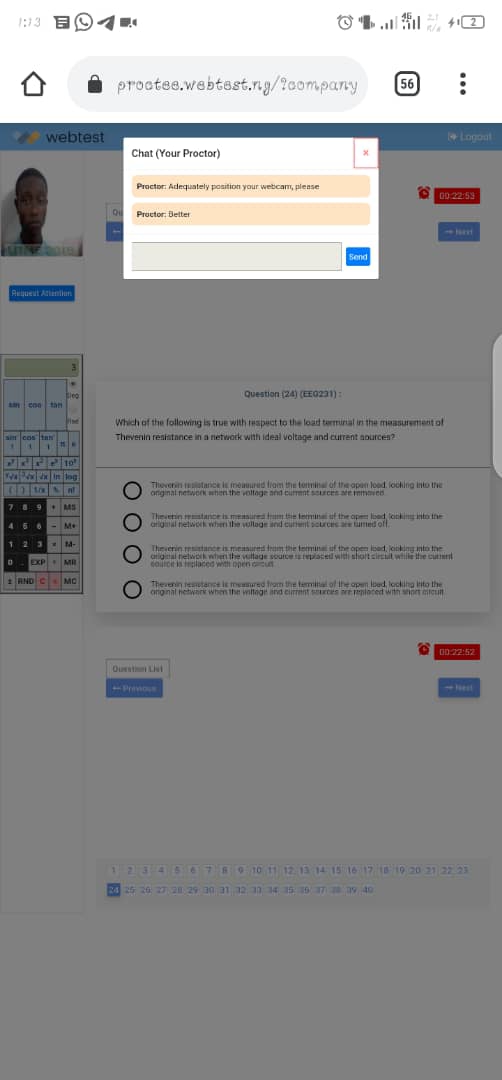 1:13
4G
2.1
K/s
2
proctee.webtest.ng/?company
56
webtest
Logout
Chat (Your Proctor)
x
Proctor: Adequately position your webcam, please
Proctor: Better
Send
00:22:53
Qu
←
→ Next
Request Attention
3
Deg
sin cos tan
Rad
Question (24) (EEG231) :
Which of the following is true with respect to the load terminal in the measurement of
Thevenin resistance in a network with ideal voltage and current sources?
Thevenin resistance is measured from the terminal of the open load, looking into the
original network when the voltage and current sources are removed.
Thevenin resistance is measured from the terminal of the open load, looking into the
original network when the voltage and current sources are turned off.
Thevenin resistance is measured from the terminal of the open load, looking into the
original network when the voltage source is replaced with short circuit while the current
source is replaced with open circuit.
Thevenin resistance is measured from the terminal of the open load, looking into the
original network when the voltage and current sources are replaced with short circuit.
ln log
( ) 1/x % n!
7 8 9 + MS
4 5 6 - M+
1 2 3 × M-
0 . EXP ÷ MR
± RND C = MC
00:22:52
Question List
← Previous
→ Next
1 2 3 4 5 6 7 8 9 10 11 12 13 14 15 16 17 18 19 20 21 22 23
24 25 26 27 28 29 30 31 32 33 34 35 36 37 38 39 40